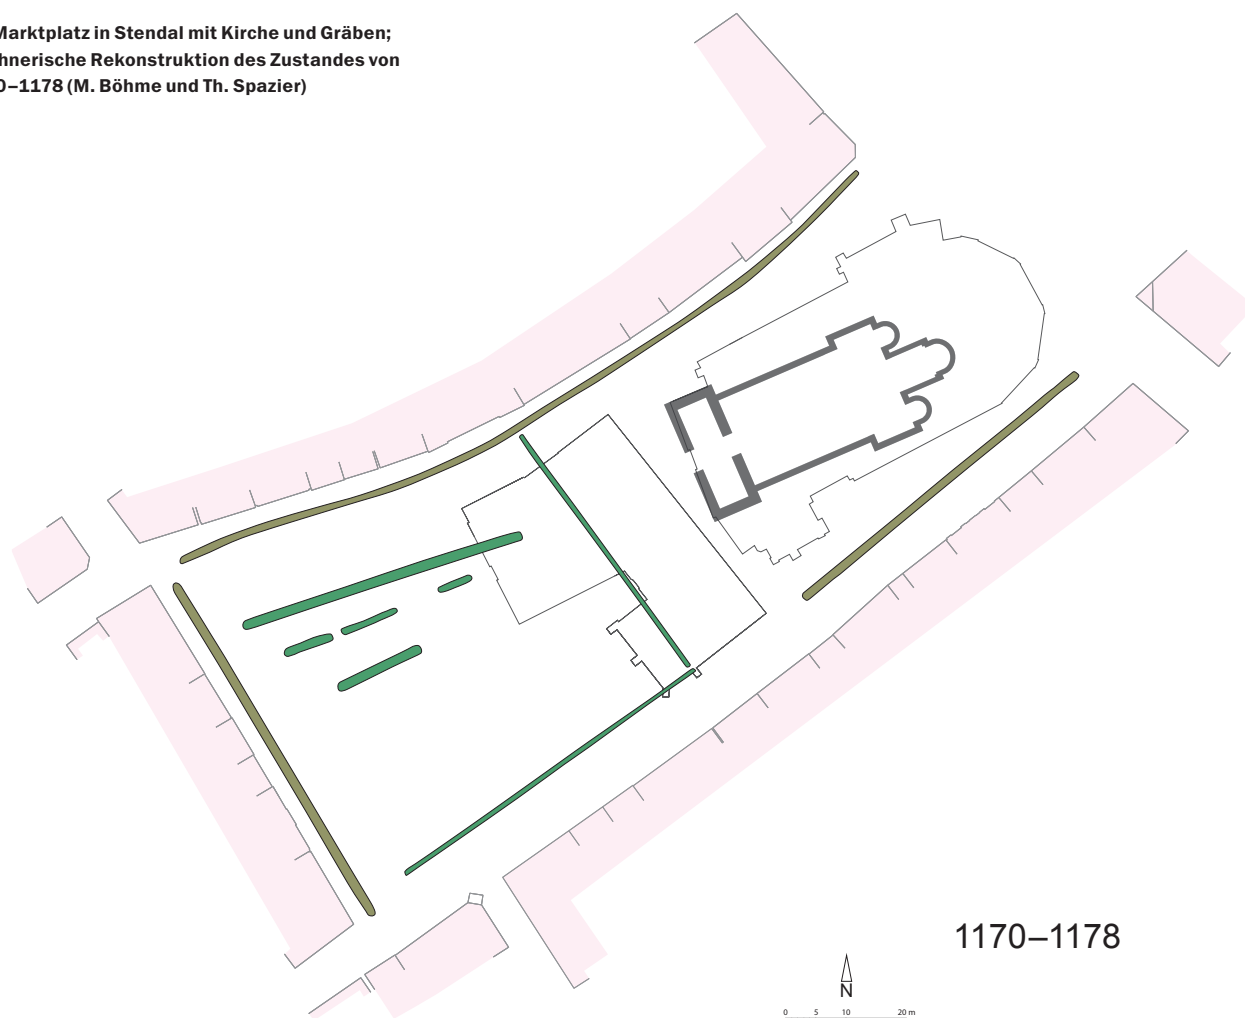 Marktplatz in Stendal mit Kirche und Gräben;
hnerische Rekonstruktion des Zustandes von
0–1178 (M. Böhme und Th. Spazier)
1170–1178
N
0 5 10 20 m